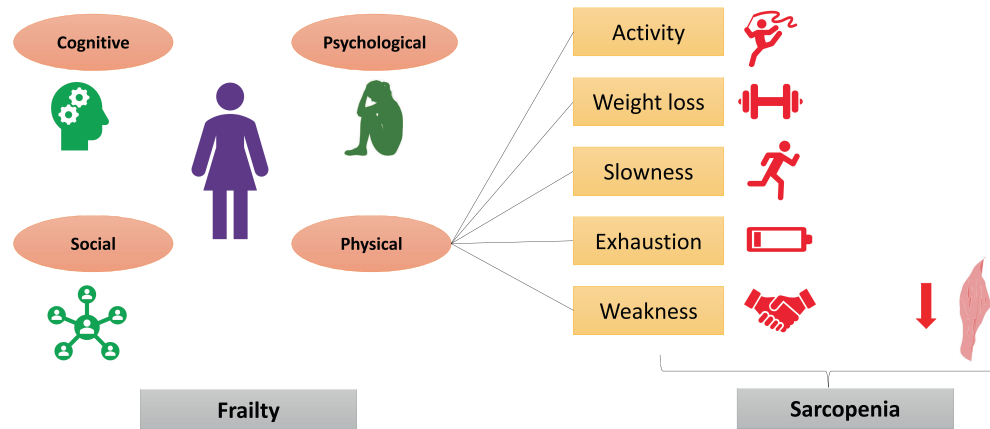 Cognitive
Psychological
Social
Physical
Activity
Weight loss
Slowness
Exhaustion
Weakness
Frailty
Sarcopenia